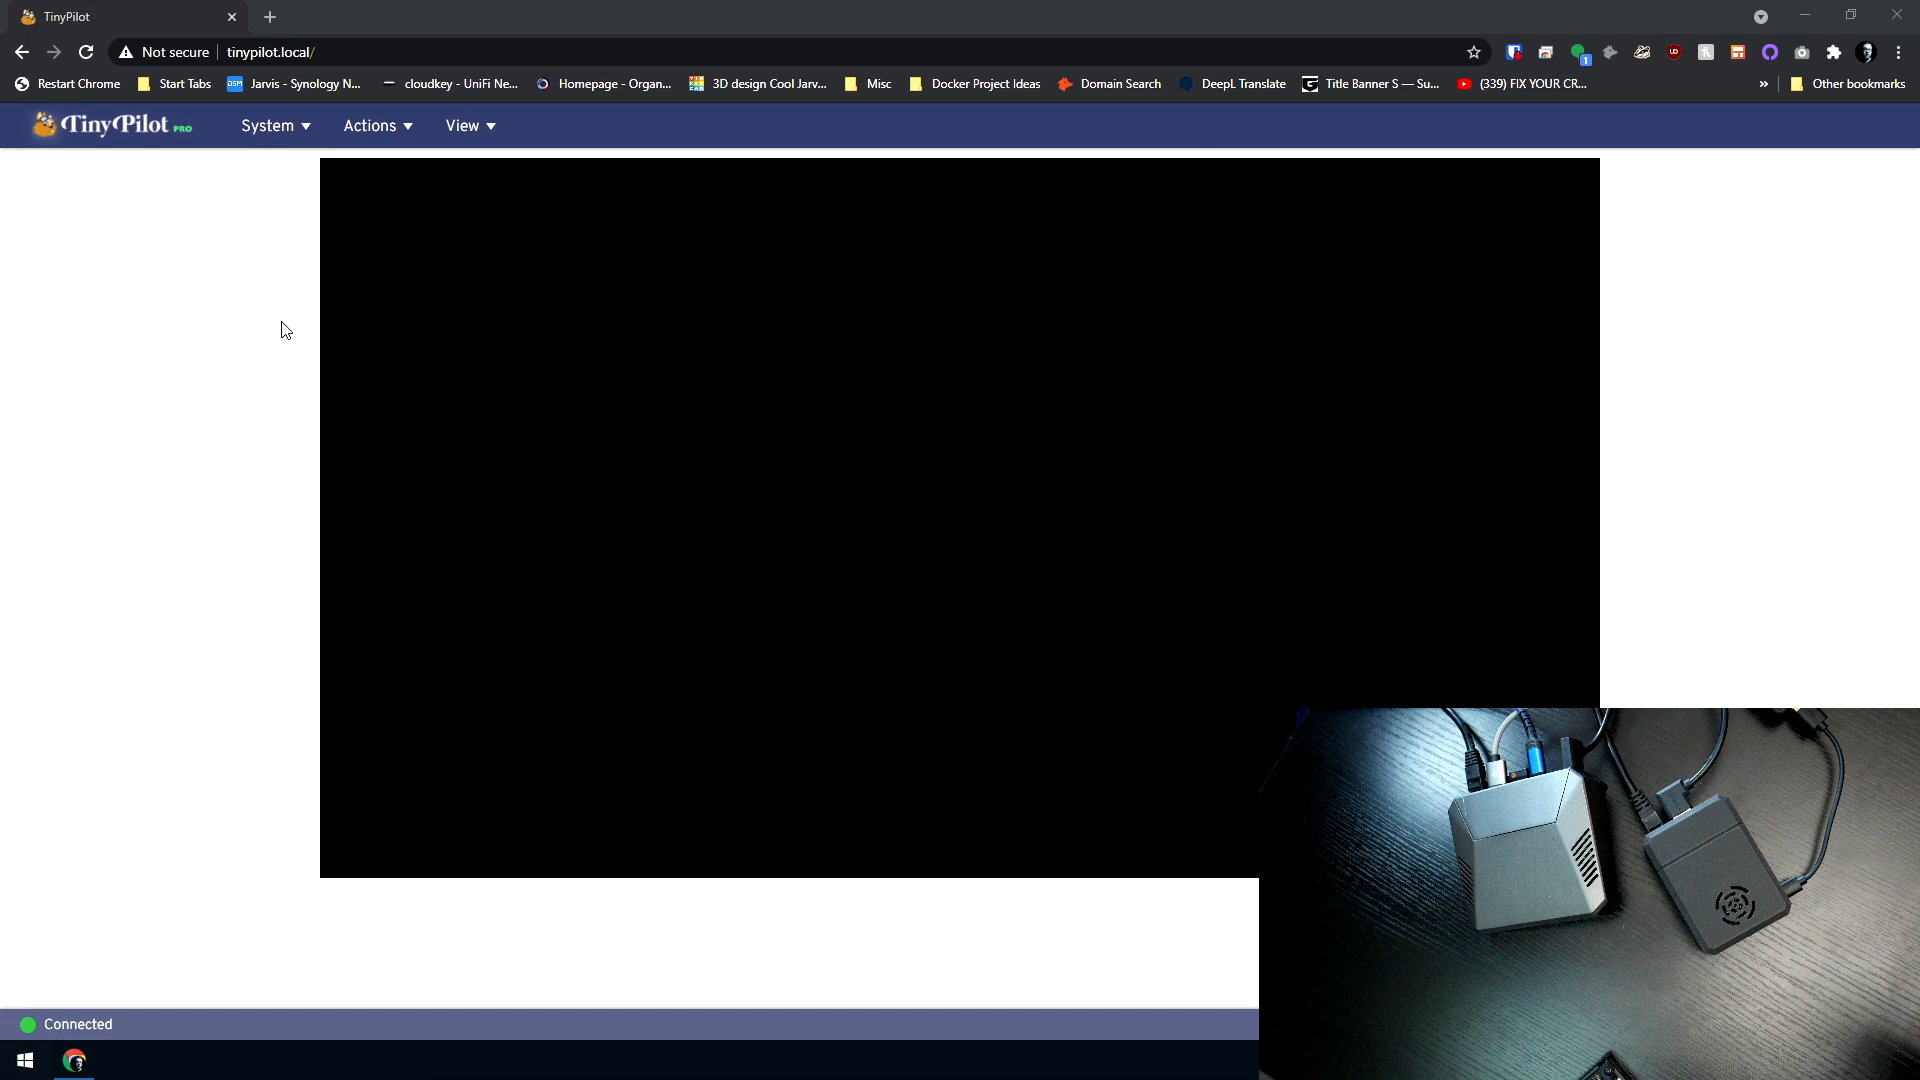 TinyPilot
Not secure
tinypilot.local/
1
Restart Chrome
Start Tabs
DSM
Jarvis - Synology N...
cloudkey - UniFi Ne...
Homepage - Organ...
3D design Cool Jarv...
Misc
Docker Project Ideas
Domain Search
DeepL Translate
Title Banner S — Su...
(339) FIX YOUR CR...
»
Other bookmarks
TinyPilot PRO
System
Actions
View
Connected